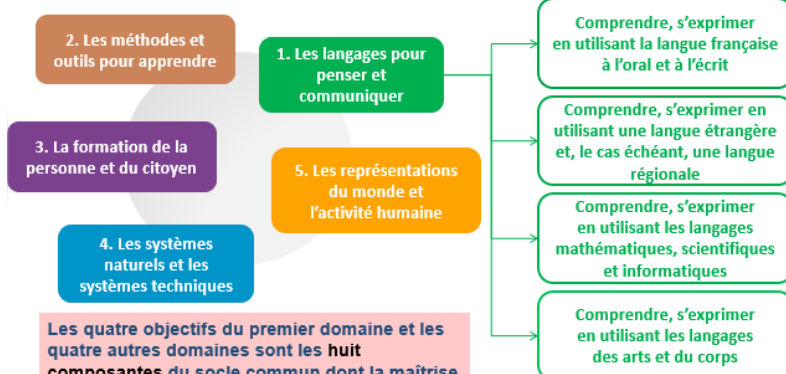 1. Les langages pour
penser et
communiquer
2. Les méthodes et
outils pour apprendre
3. La formation de la
personne et du citoyen
4. Les systèmes
naturels et les
systèmes techniques
5. Les représentations
du monde et
l'activité humaine
Comprendre, s'exprimer
en utilisant la langue française
à l'oral et à l'écrit
Comprendre, s'exprimer en
utilisant une langue étrangère
et, le cas échéant, une langue
régionale
Comprendre, s'exprimer
en utilisant les langages
mathématiques, scientifiques
et informatiques
Comprendre, s'exprimer
en utilisant les langages
des arts et du corps
Les quatre objectifs du premier domaine et les
quatre autres domaines sont les huit
composantes du socle commun dont la maîtrise